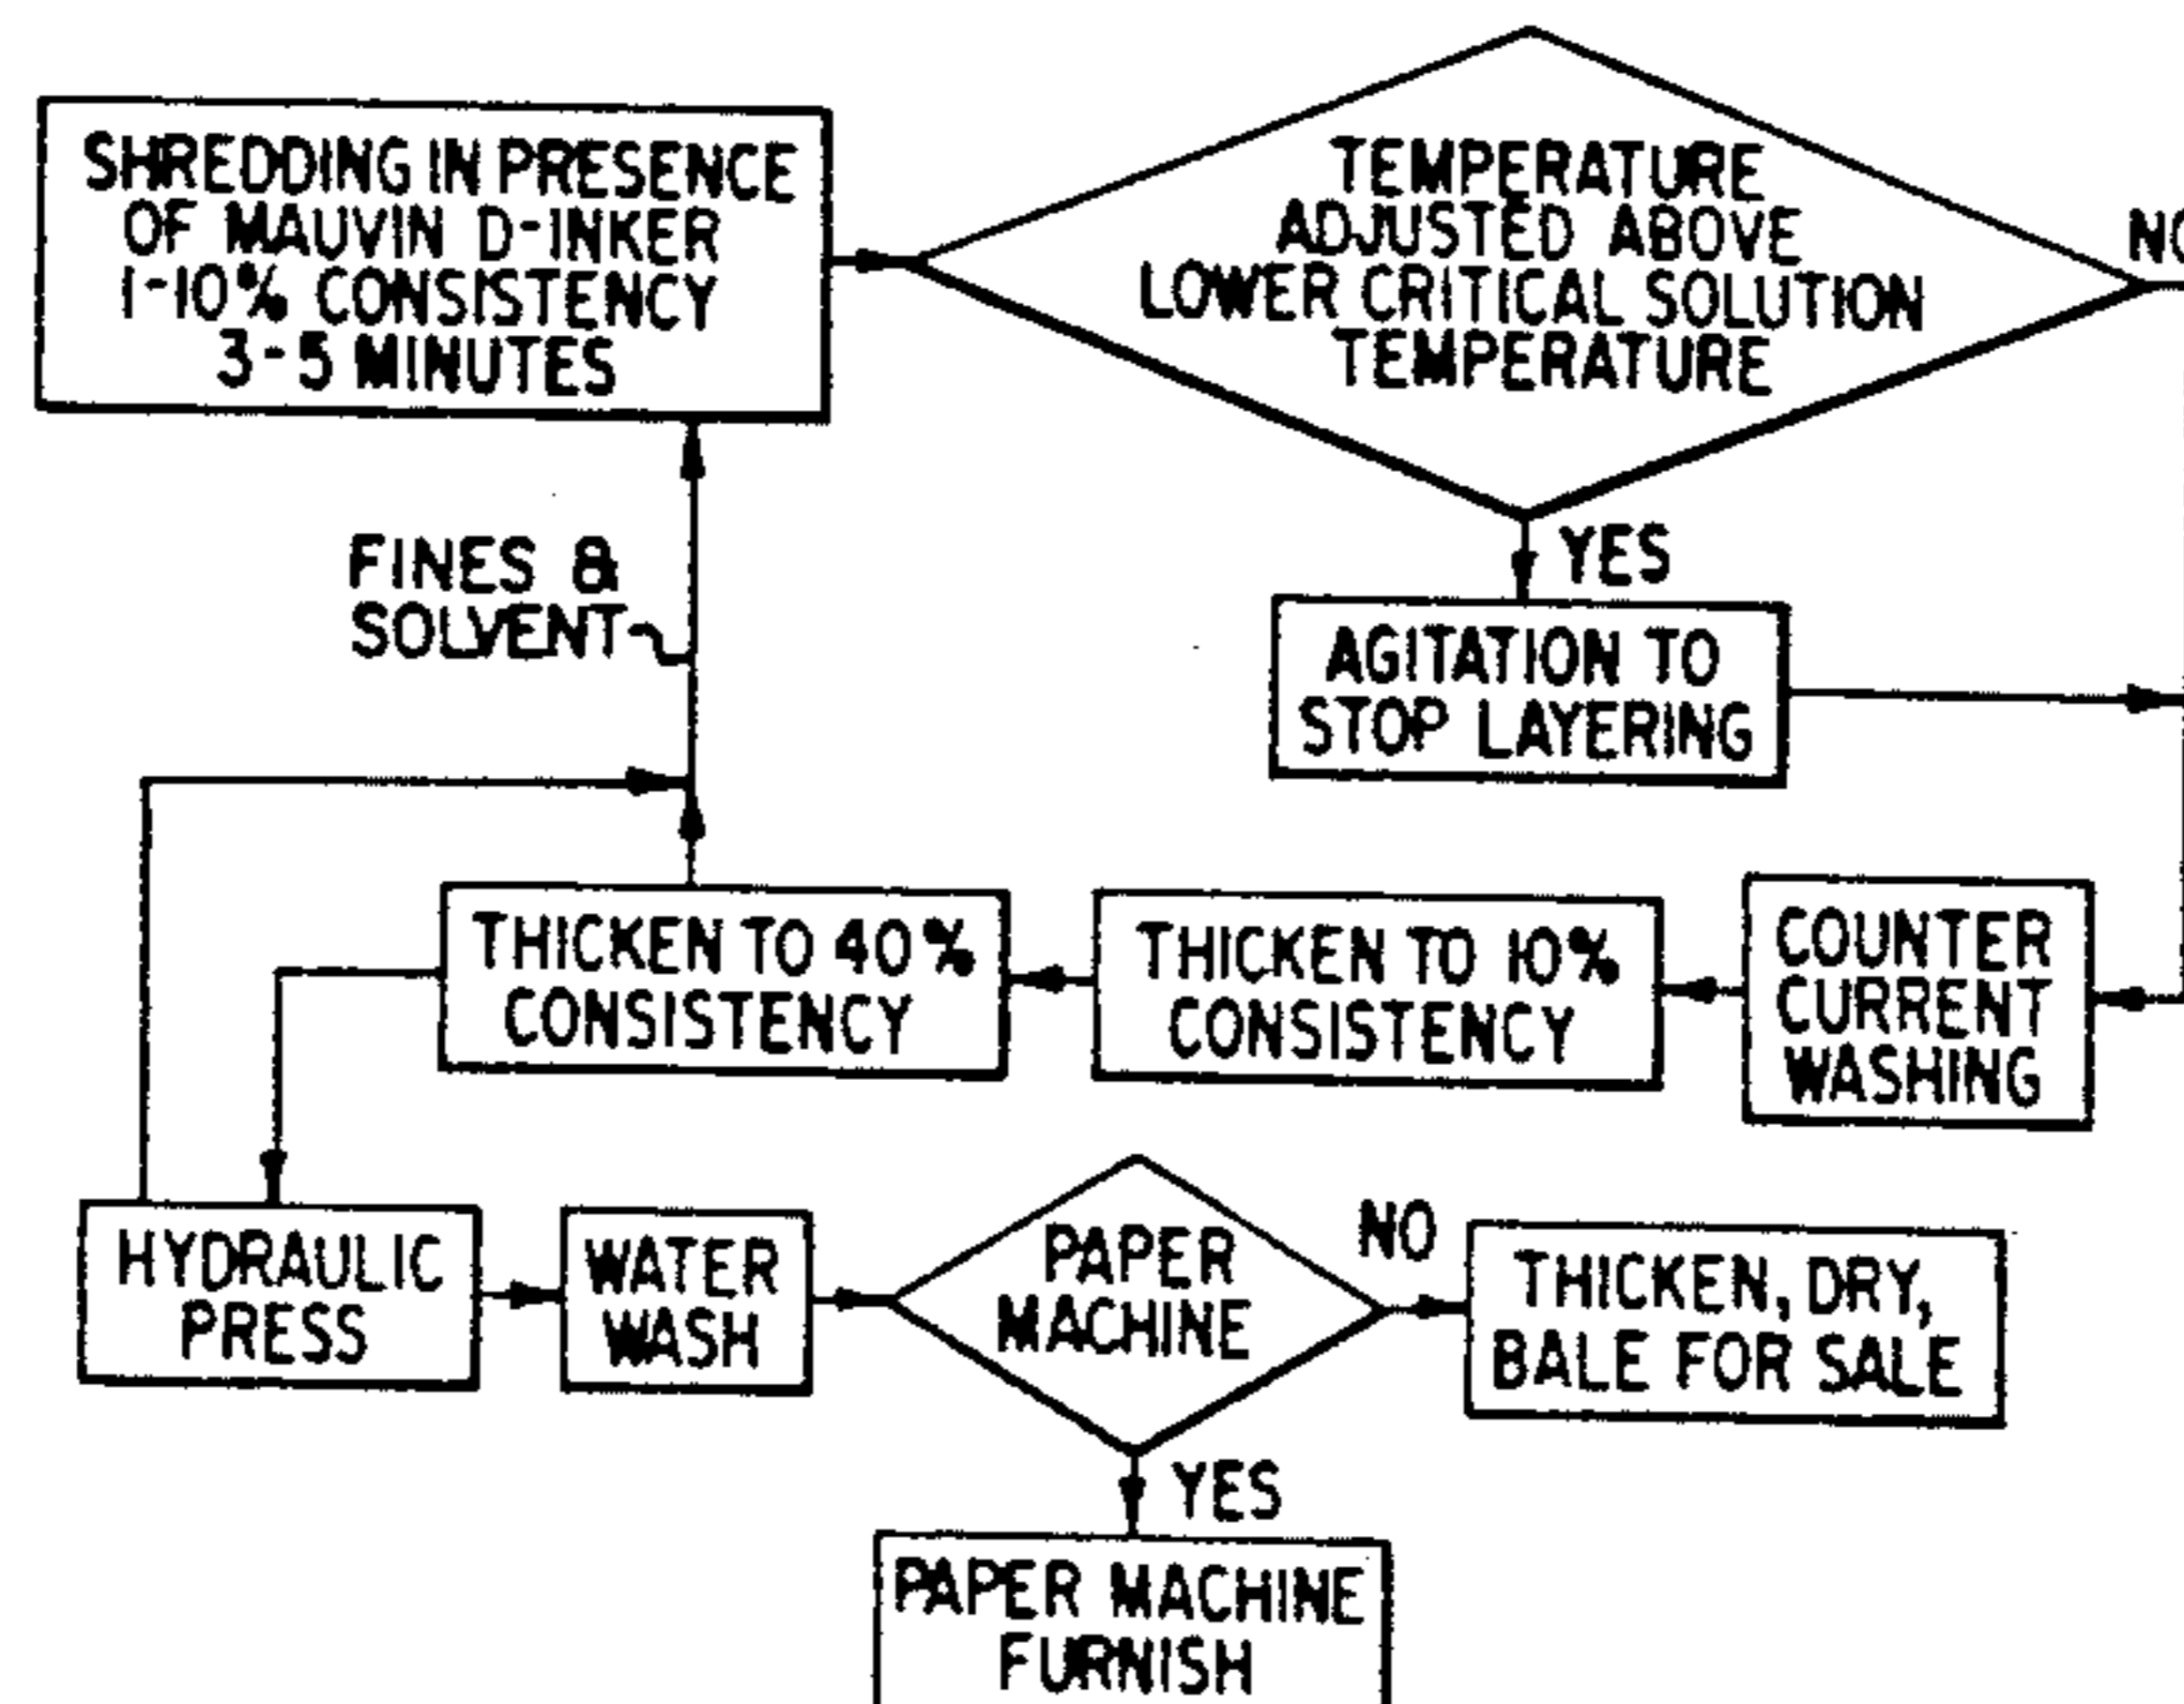 SHREDDING IN PRESENCE
OF MAUVIN D-INKER
1-10% CONSISTENCY
3-5 MINUTES
TEMPERATURE
ADJUSTED ABOVE
LOWER CRITICAL SOLUTION
TEMPERATURE
NO
YES
FINES &
SOLVENT
AGITATION TO
STOP LAYERING
THICKEN TO 40%
CONSISTENCY
THICKEN TO 10%
CONSISTENCY
COUNTER
CURRENT
WASHING
HYDRAULIC
PRESS
WATER
WASH
PAPER
MACHINE
NO
THICKEN, DRY,
BALE FOR SALE
YES
PAPER MACHINE
FURNISH